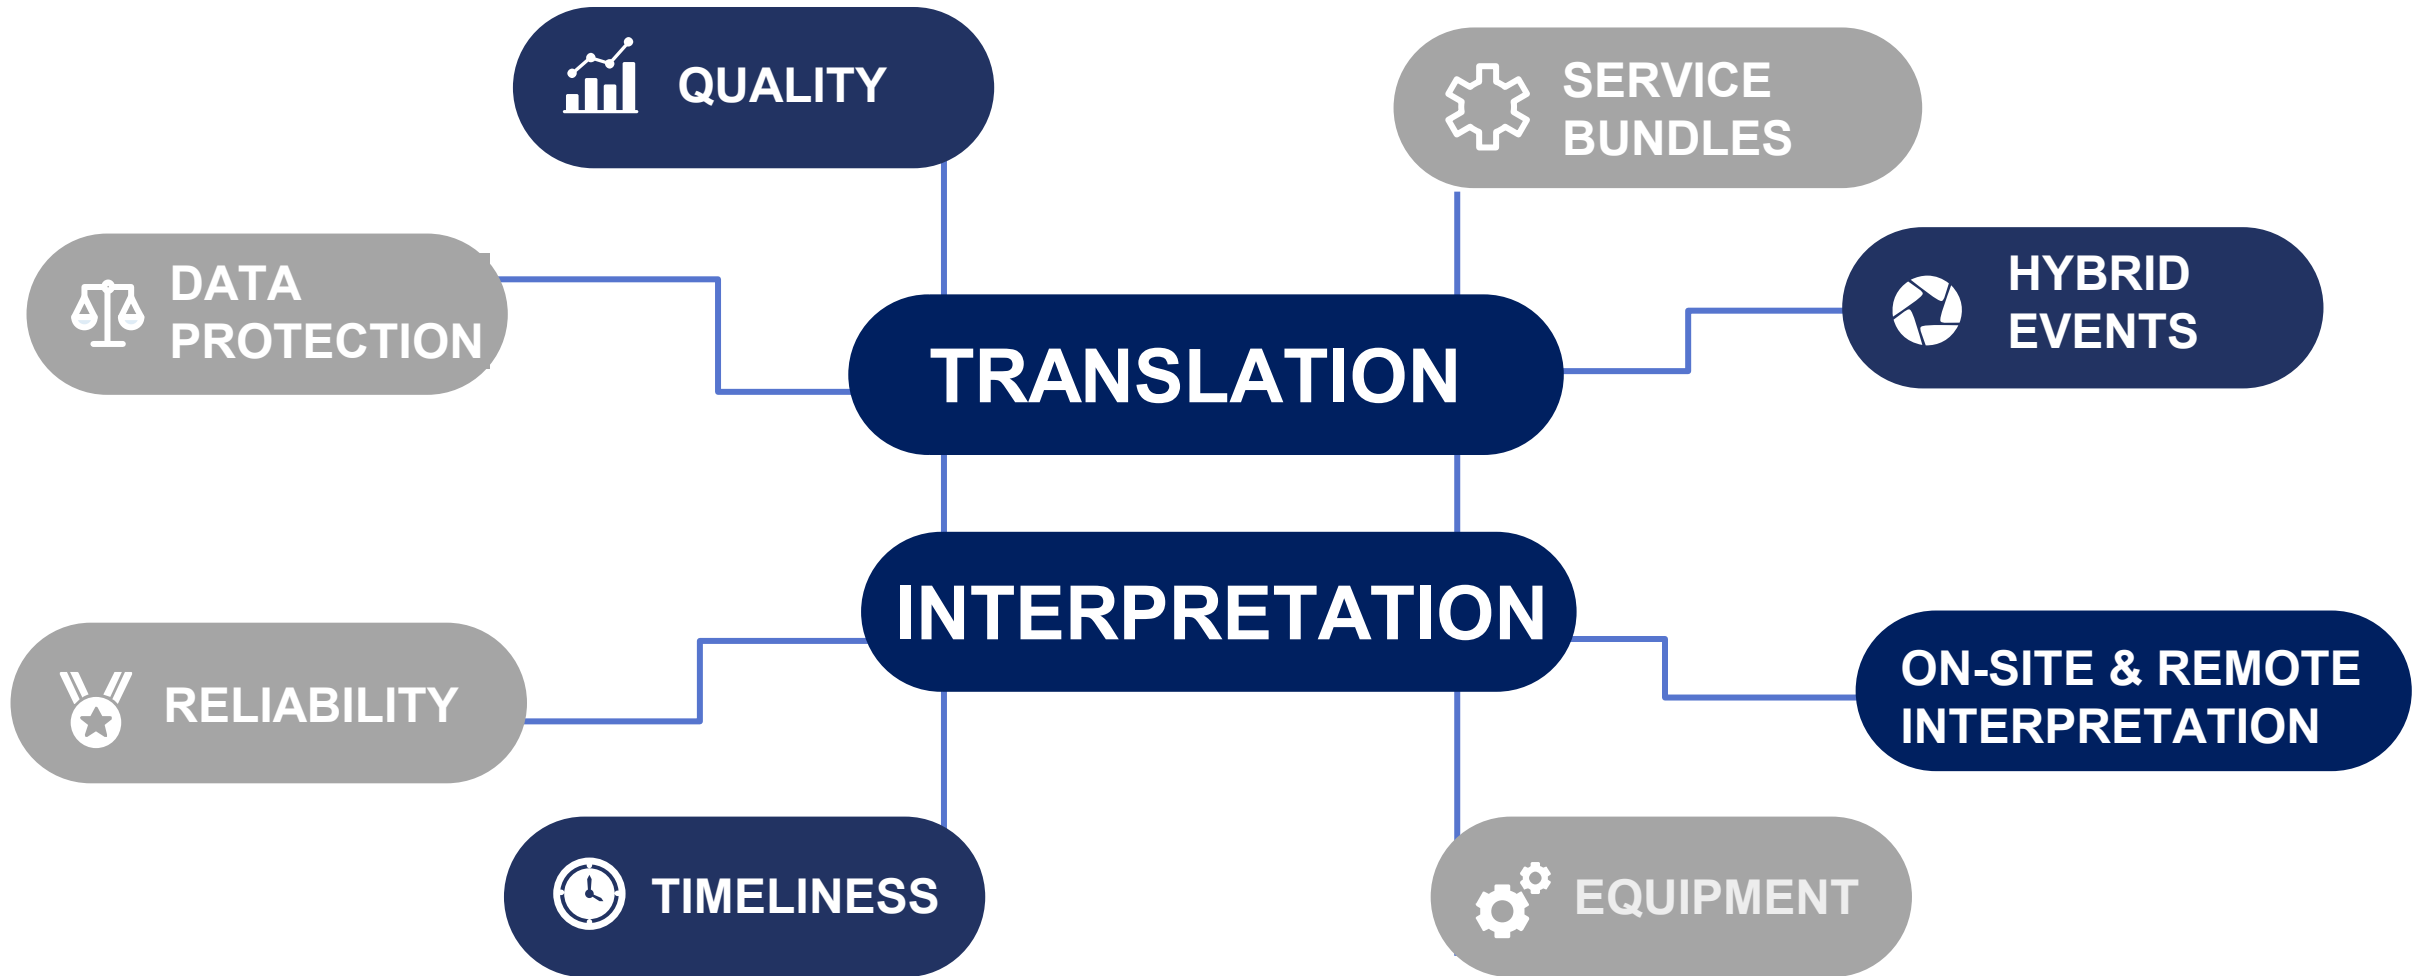 QUALITY
SERVICE
BUNDLES
DATA
PROTECTION
HYBRID
EVENTS
TRANSLATION
INTERPRETATION
RELIABILITY
ON-SITE & REMOTE
INTERPRETATION
TIMELINESS
EQUIPMENT